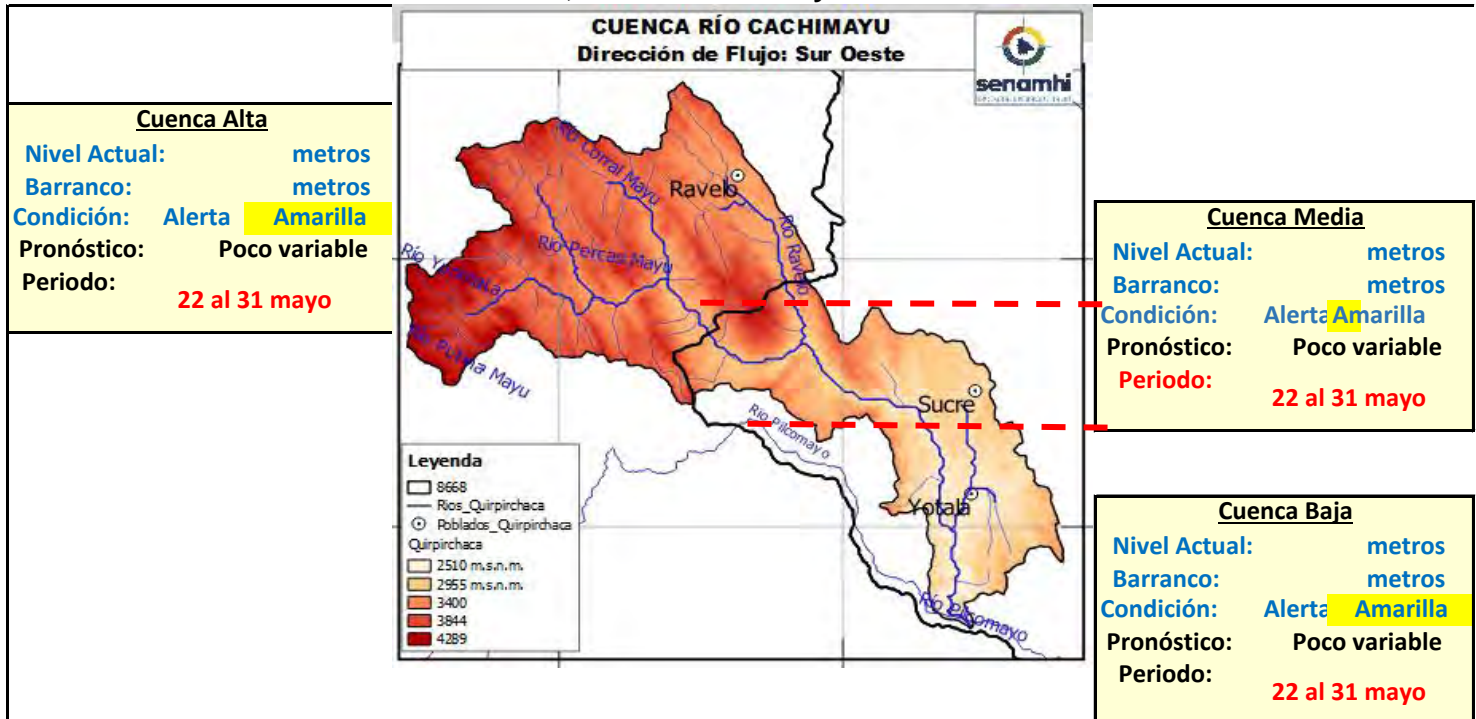 CUENCA RÍO CACHIMAYU
Dirección de Flujo: Sur Oeste
senamhi
Cuenca Alta
Nivel Actual: metros
Barranco: metros
Condición: Alerta Amarilla
Pronóstico: Poco variable
Periodo:
22 al 31 mayo
Río Corral Mayu
Ravelo
Río Ravelo
Río Percas Mayu
Río
Mayu
Sucre
Río Pilcomayo
Yotala
Río Pilcomayo
Leyenda
8668
Rios_Quirpirchaca
Poblados_Quirpirchaca
Quirpirchaca
2510 m.s.n.m.
2955 m.s.n.m.
3400
3844
4289
Cuenca Media
Nivel Actual: metros
Barranco: metros
Condición: Alerta Amarilla
Pronóstico: Poco variable
Periodo:
22 al 31 mayo
Cuenca Baja
Nivel Actual: metros
Barranco: metros
Condición: Alerta Amarilla
Pronóstico: Poco variable
Periodo:
22 al 31 mayo